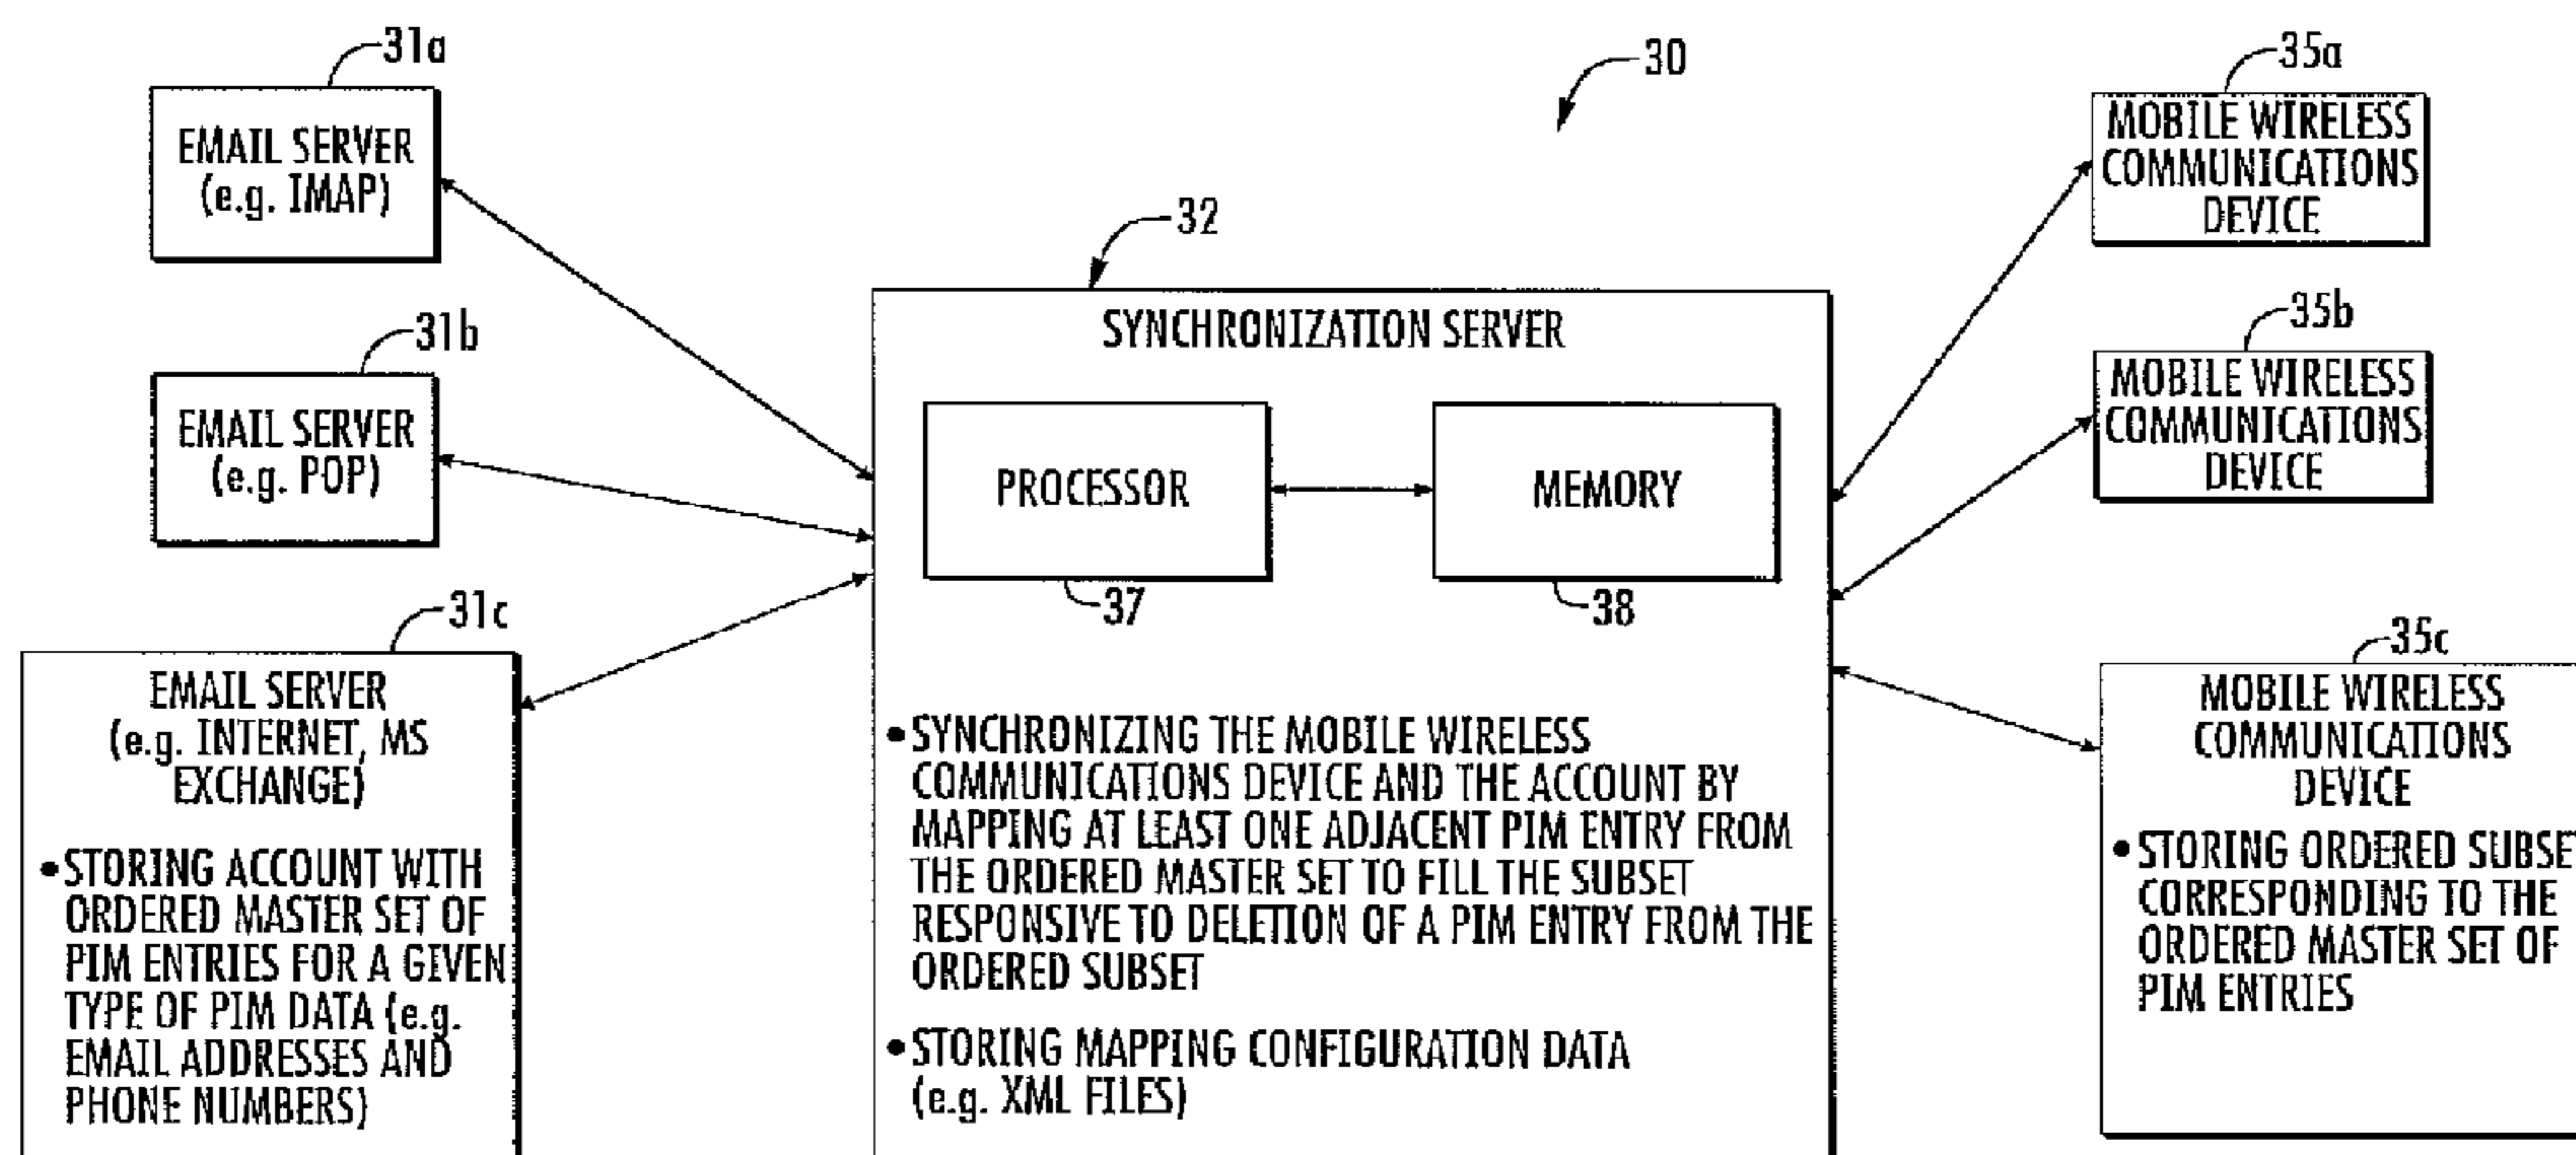 31a
EMAIL SERVER
(e.g. IMAP)
31b
EMAIL SERVER
(e.g. POP)
31c
EMAIL SERVER
(e.g. INTERNET, MS
EXCHANGE)
•STORING ACCOUNT WITH
ORDERED MASTER SET OF
PIM ENTRIES FOR A GIVEN
TYPE OF PIM DATA (e.g.
EMAIL ADDRESSES AND
PHONE NUMBERS)
30
32
SYNCHRONIZATION SERVER
PROCESSOR
MEMORY
37
38
•SYNCHRONIZING THE MOBILE WIRELESS
COMMUNICATIONS DEVICE AND THE ACCOUNT BY
MAPPING AT LEAST ONE ADJACENT PIM ENTRY FROM
THE ORDERED MASTER SET TO FILL THE SUBSET
RESPONSIVE TO DELETION OF A PIM ENTRY FROM THE
ORDERED SUBSET
•STORING MAPPING CONFIGURATION DATA
(e.g. XML FILES)
35a
MOBILE WIRELESS
COMMUNICATIONS
DEVICE
35b
MOBILE WIRELESS
COMMUNICATIONS
DEVICE
35c
MOBILE WIRELESS
COMMUNICATIONS
DEVICE
•STORING ORDERED SUBSET
CORRESPONDING TO THE
ORDERED MASTER SET OF
PIM ENTRIES